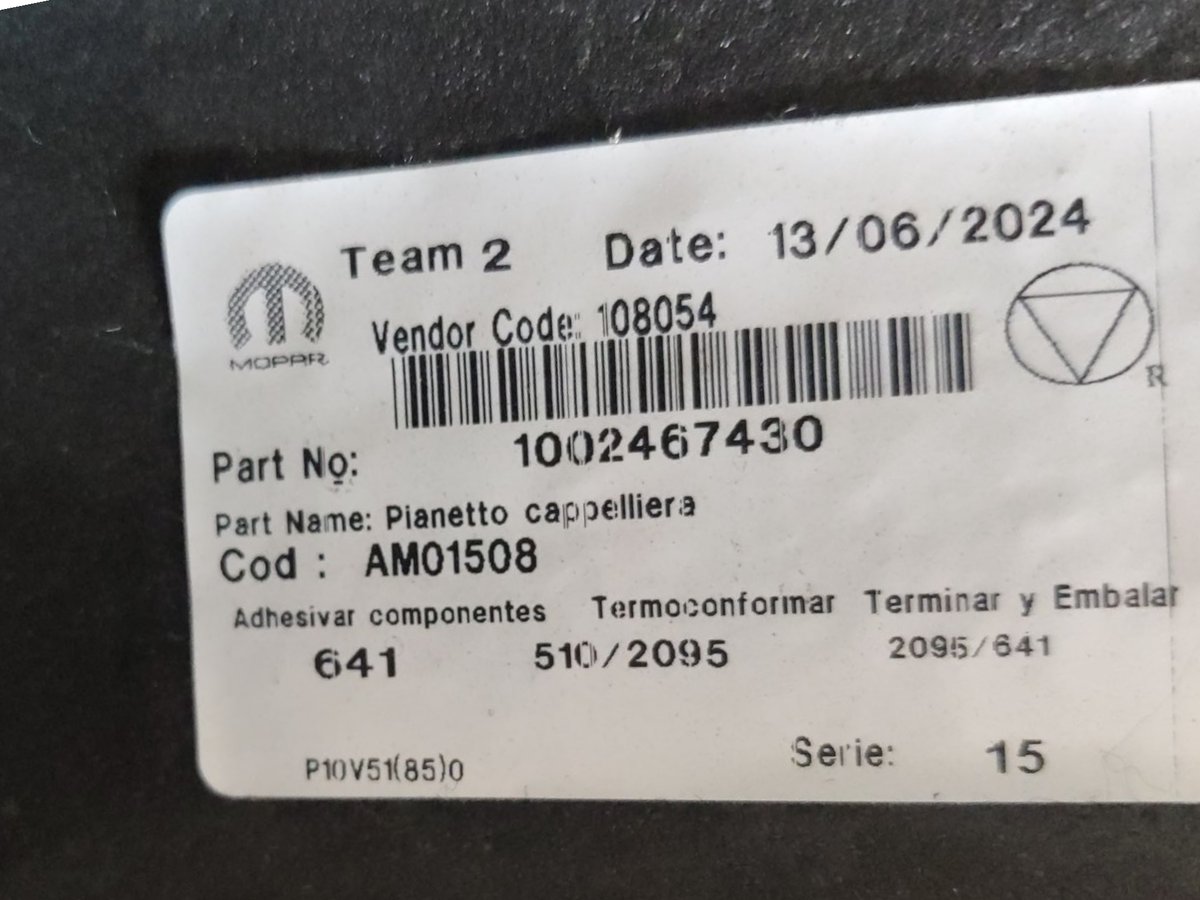 Team 2 Date: 13/06/2024
MOPAR
Vendor Code: 108054
Part No: 1002467430
Part Name: Pianetto cappelliera
Cod : AM01508
Adhesivar componentes Termoconformar Terminar y Embalar
641 510/2095 2095/641
P10V51(85)0 Serie: 15
R